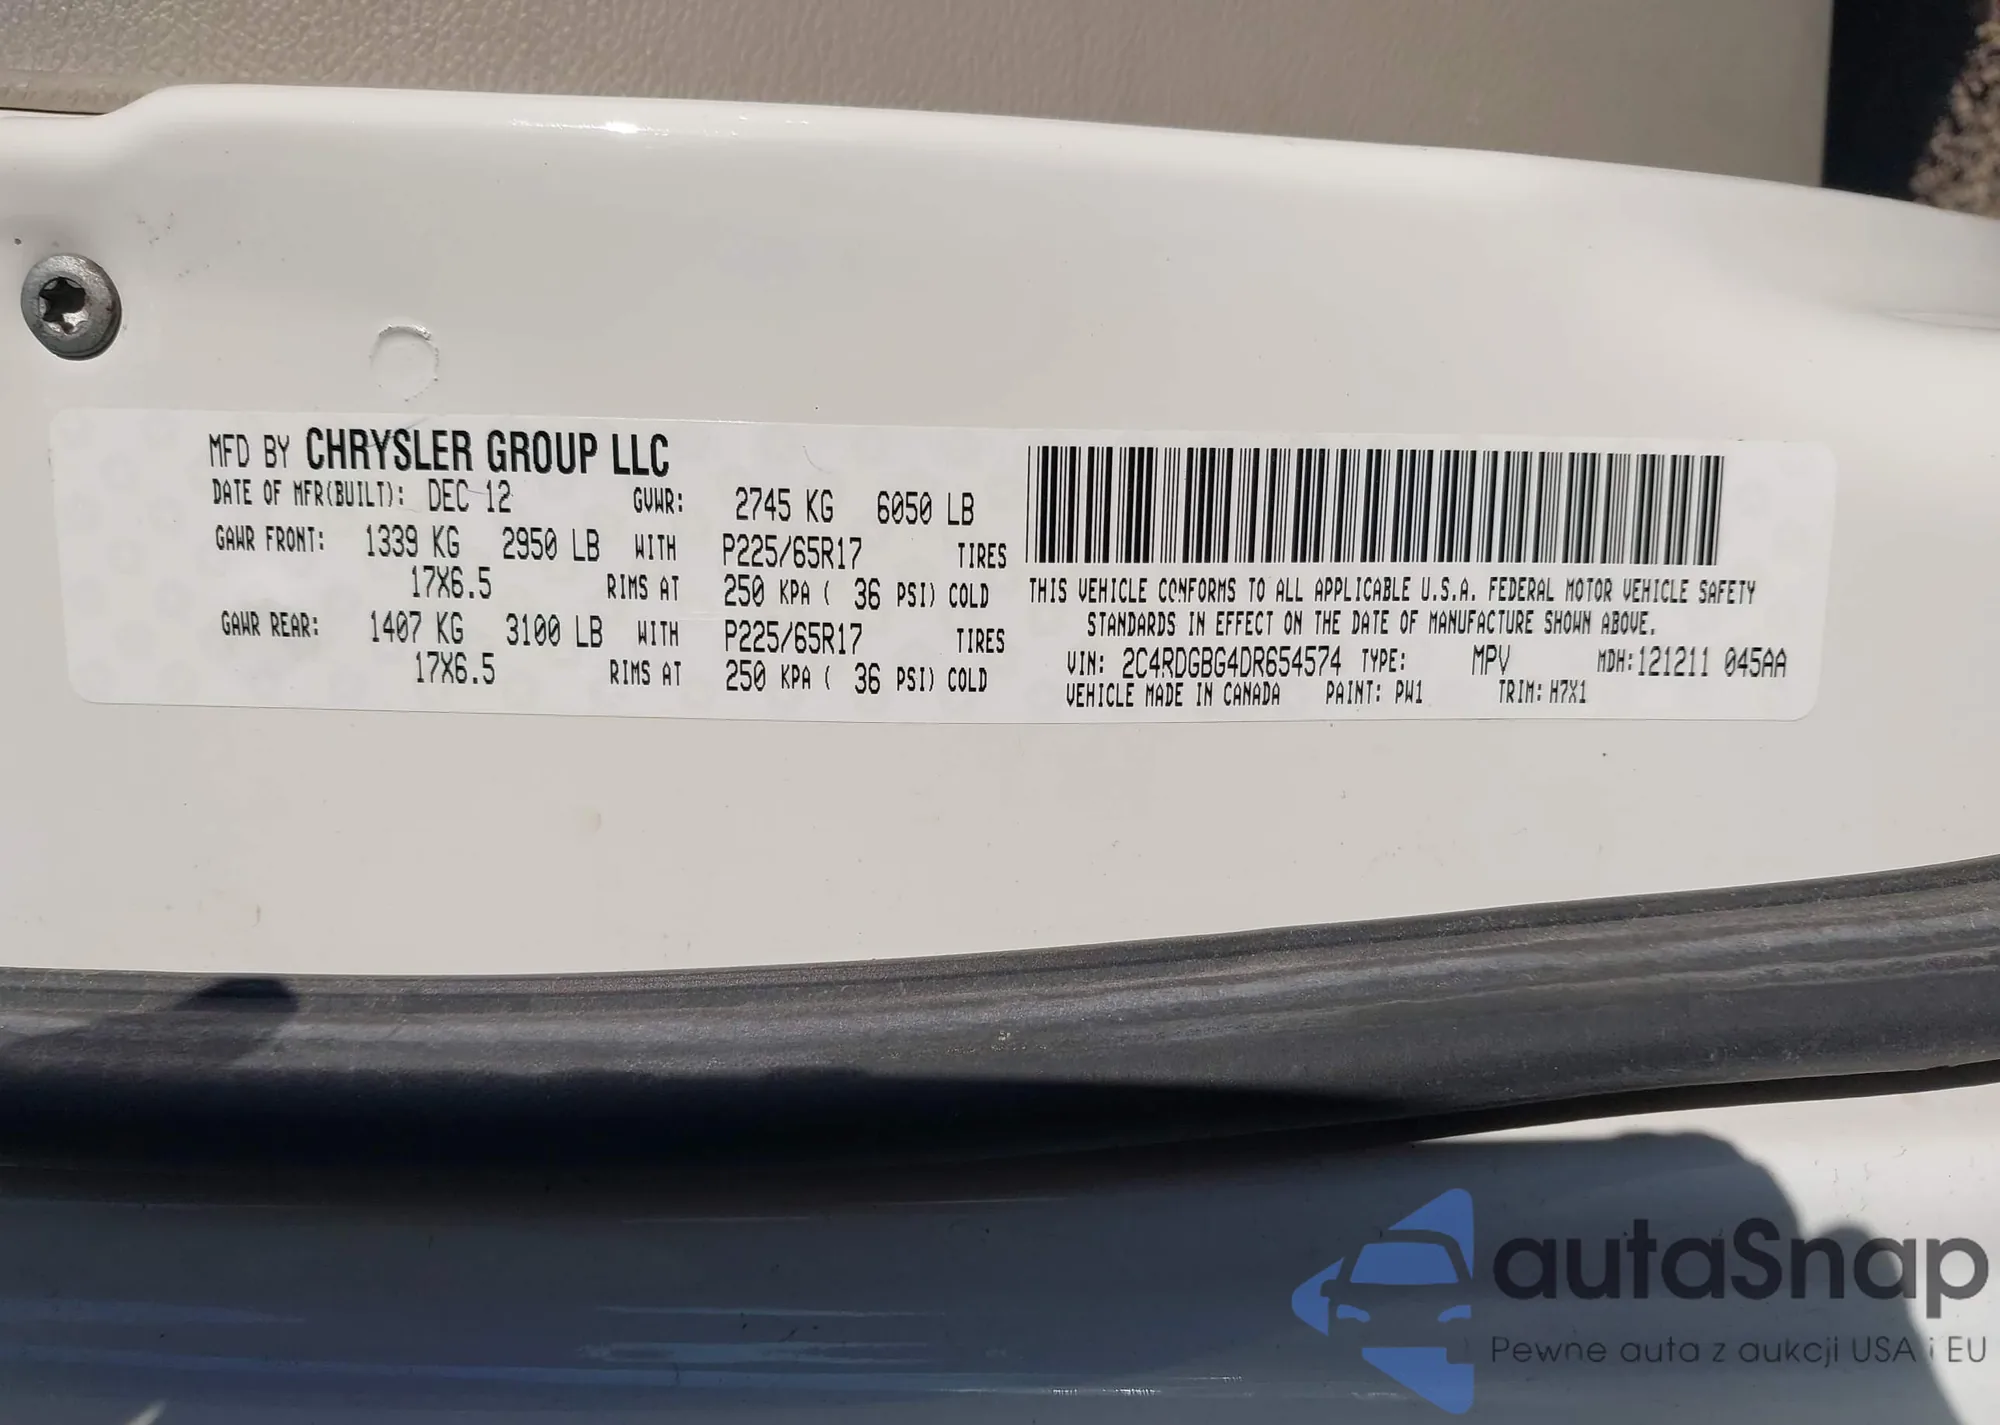 MFD BY CHRYSLER GROUP LLC
DATE OF MFR(BUILT): DEC 12 GVWR: 2745 KG 6050 LB
GAWR FRONT: 1339 KG 2950 LB WITH P225/65R17 TIRES
17X6.5 RIMS AT 250 KPA ( 36 PSI) COLD
GAWR REAR: 1407 KG 3100 LB WITH P225/65R17 TIRES
17X6.5 RIMS AT 250 KPA ( 36 PSI) COLD
THIS VEHICLE CONFORMS TO ALL APPLICABLE U.S.A. FEDERAL MOTOR VEHICLE SAFETY
STANDARDS IN EFFECT ON THE DATE OF MANUFACTURE SHOWN ABOVE.
VIN: 2C4RDGBG4DR654574 TYPE: MPV MDH:121211 045AA
VEHICLE MADE IN CANADA PAINT: PW1 TRIM: H7X1
autaSnap
Pewne auta z aukcji USA i EU